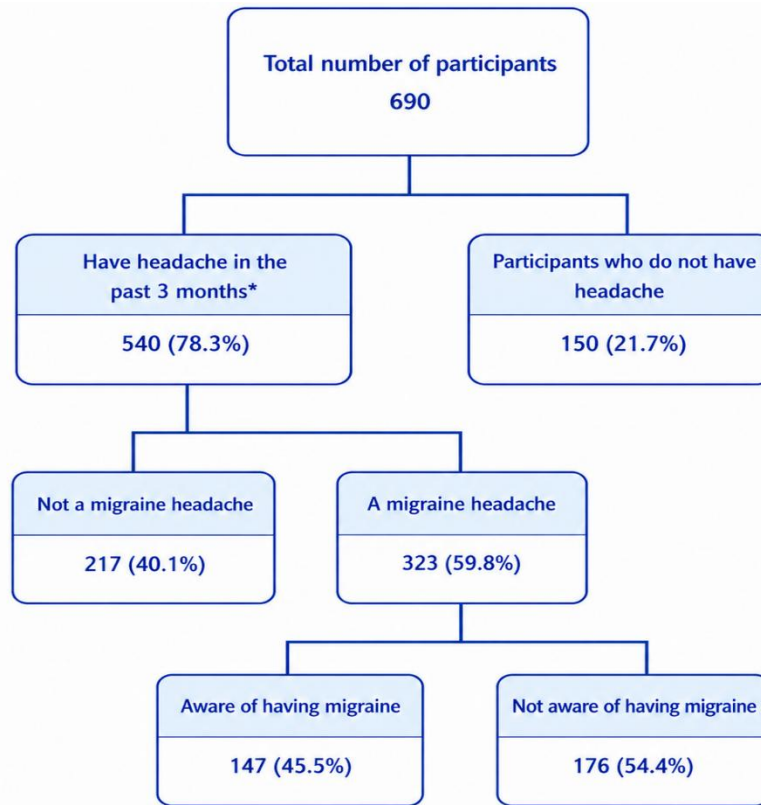 Total number of participants
690
Have headache in the
past 3 months*
540 (78.3%)
Participants who do not have
headache
150 (21.7%)
Not a migraine headache
217 (40.1%)
A migraine headache
323 (59.8%)
Aware of having migraine
147 (45.5%)
Not aware of having migraine
176 (54.4%)